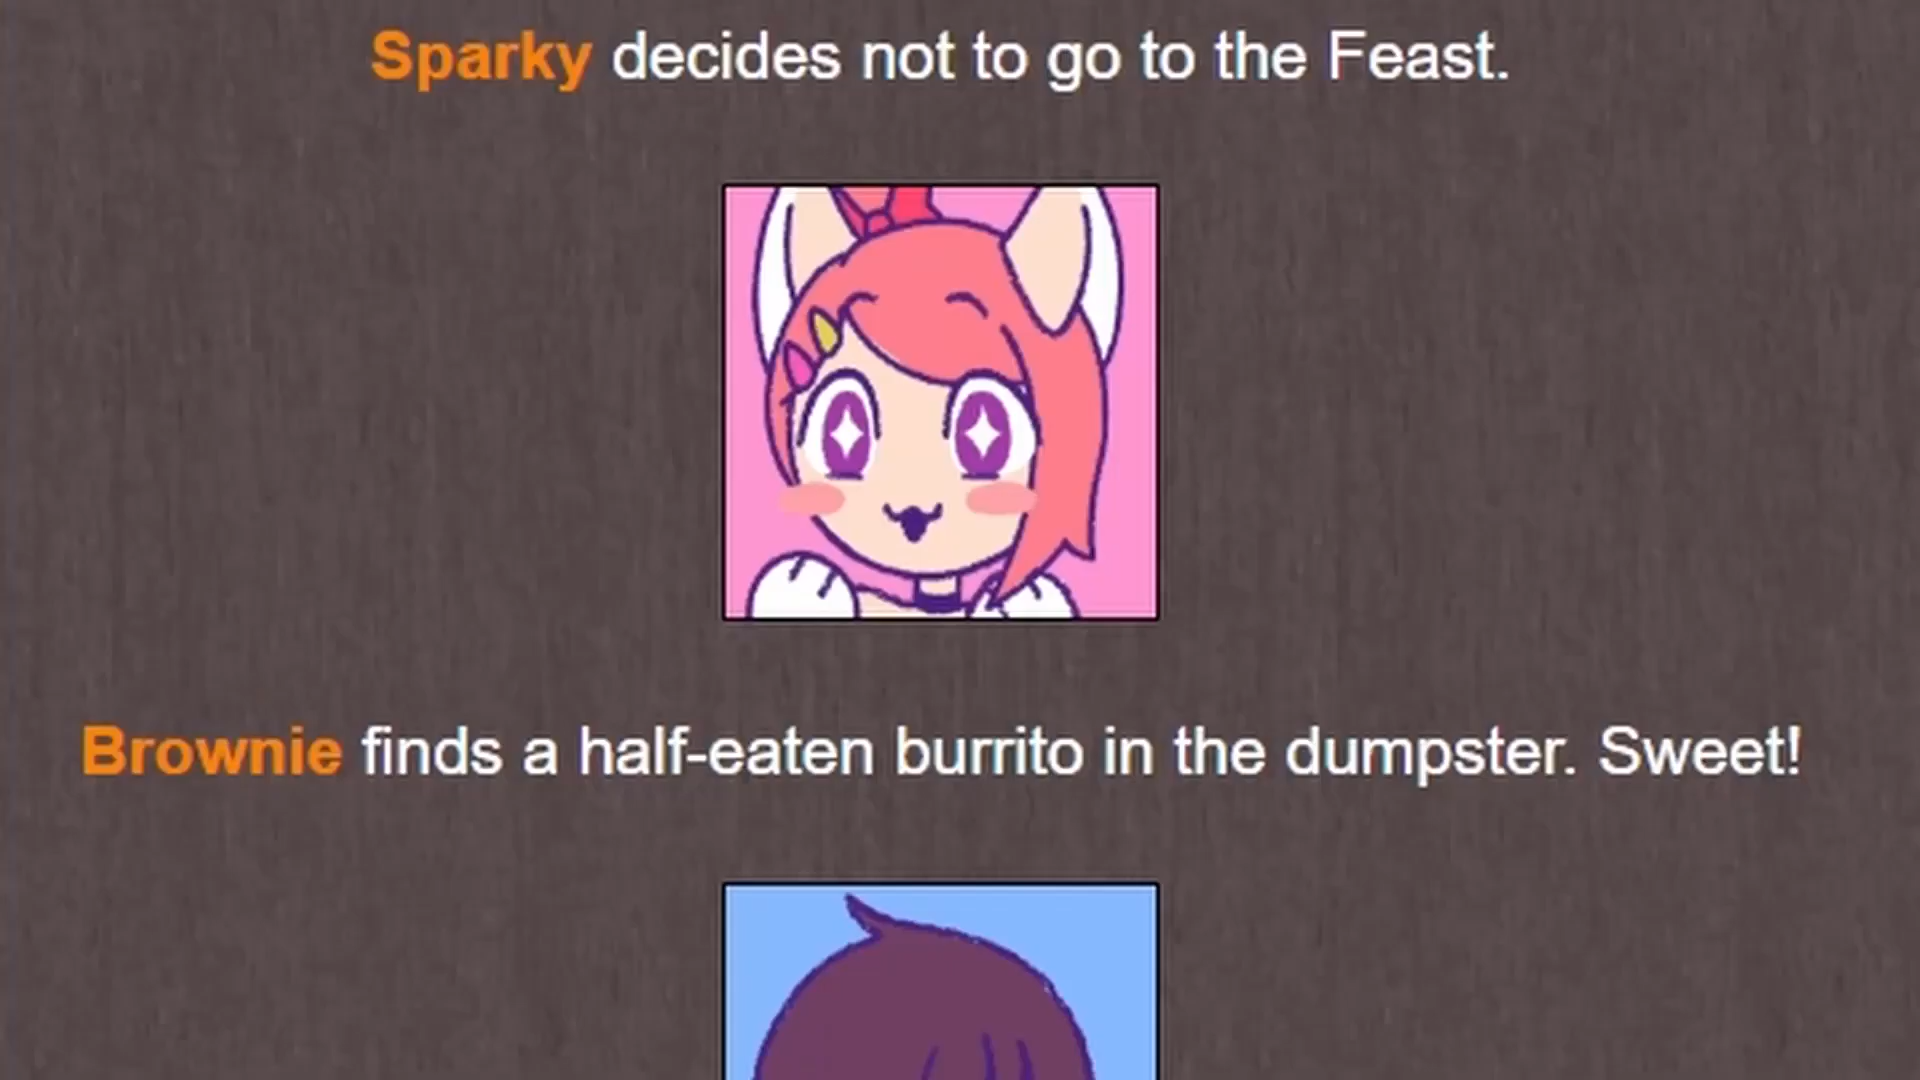 Sparky decides not to go to the Feast.
Brownie finds a half-eaten burrito in the dumpster. Sweet!